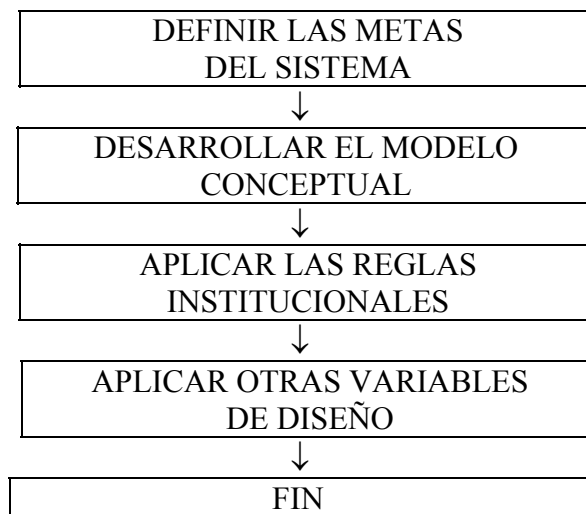 DEFINIR LAS METAS
DEL SISTEMA
↓
DESARROLLAR EL MODELO
CONCEPTUAL
↓
APLICAR LAS REGLAS
INSTITUCIONALES
↓
APLICAR OTRAS VARIABLES
DE DISEÑO
↓
FIN